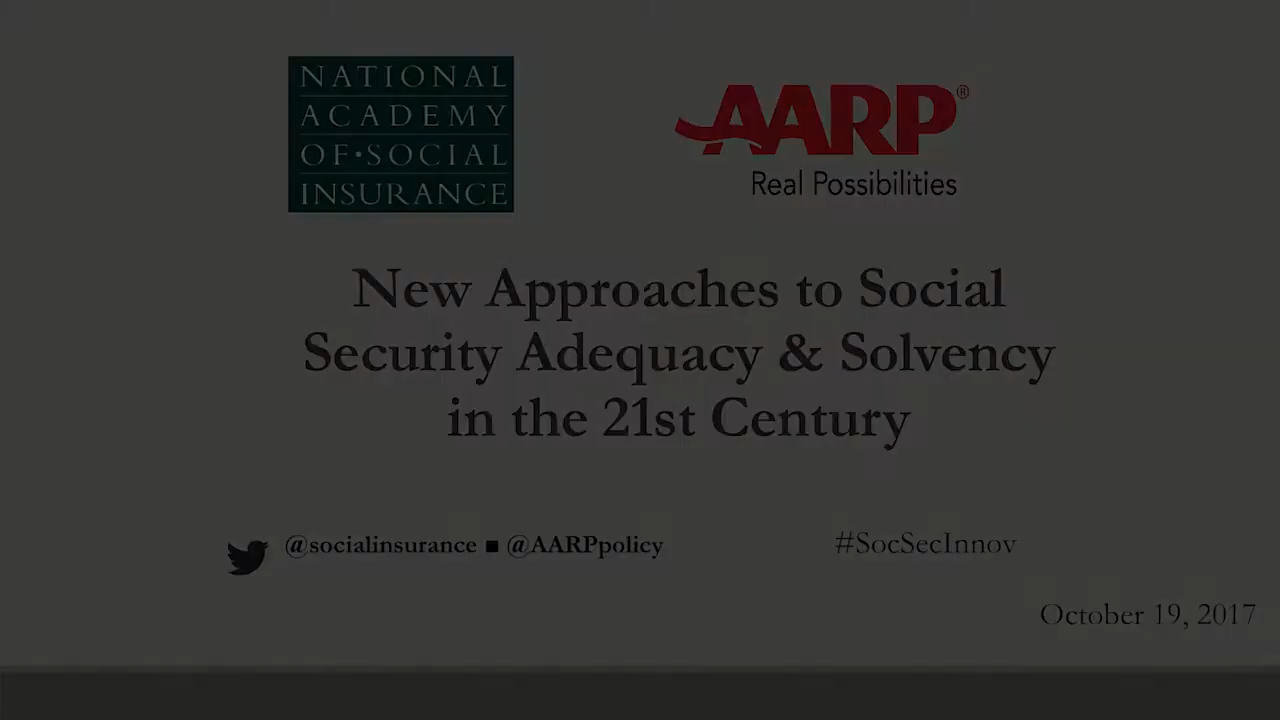 NATIONAL
ACADEMY
OF•SOCIAL
INSURANCE
AARP®
Real Possibilities
New Approaches to Social
Security Adequacy & Solvency
in the 21st Century
@socialinsurance ■ @AARPpolicy
#SocSecInnov
October 19, 2017